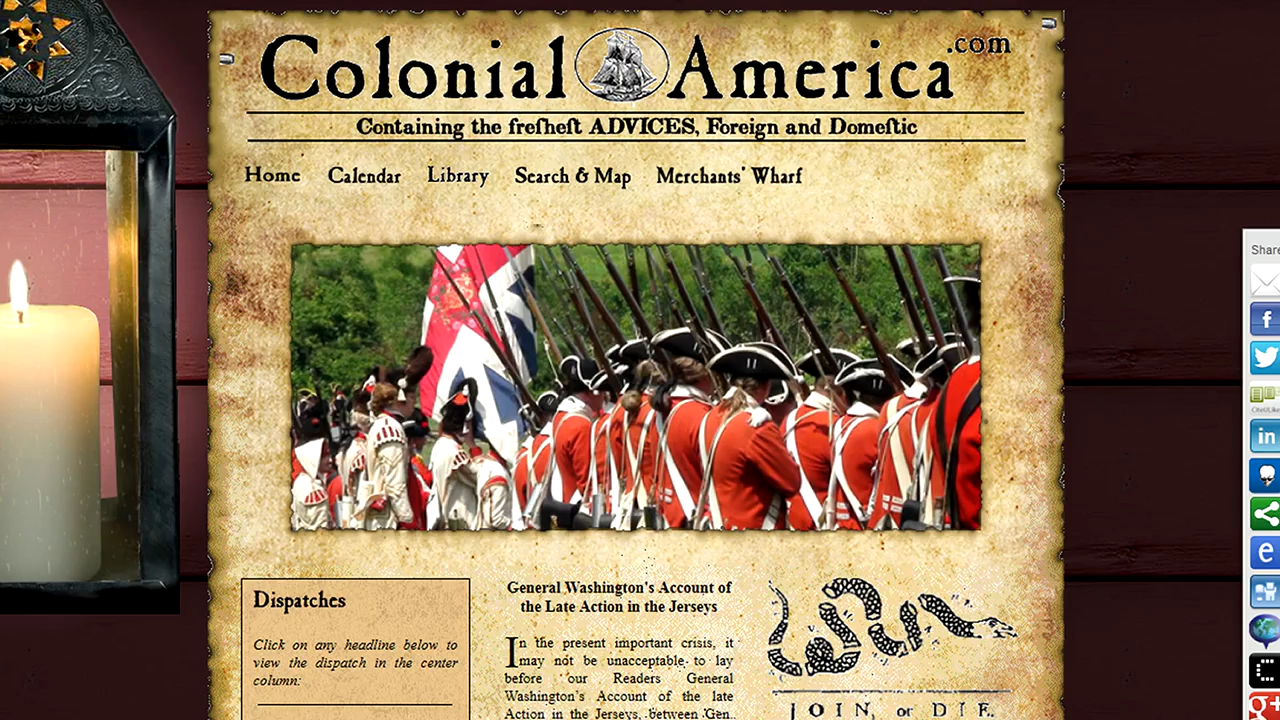 Colonial America.com
Containing the freſheſt ADVICES, Foreign and Domeſtic
Home Calendar Library Search & Map Merchants' Wharf
Share
Dispatches
Click on any headline below to
view the dispatch in the center
column:
General Washington's Account of
the Late Action in the Jerseys
In the present important crisis, it
may not be unacceptable to lay
before our Readers General
Washington's Account of the late
Action in the Jerseys, between Gen.
JOIN, or DIE.